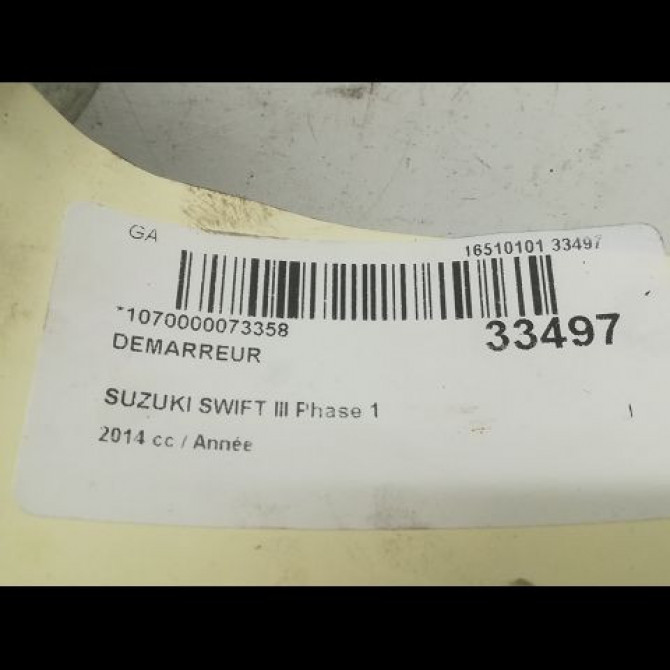 GA
16510101 33497
*1070000073358
33497
DEMARREUR
SUZUKI SWIFT III Phase 1
2014 cc / Année